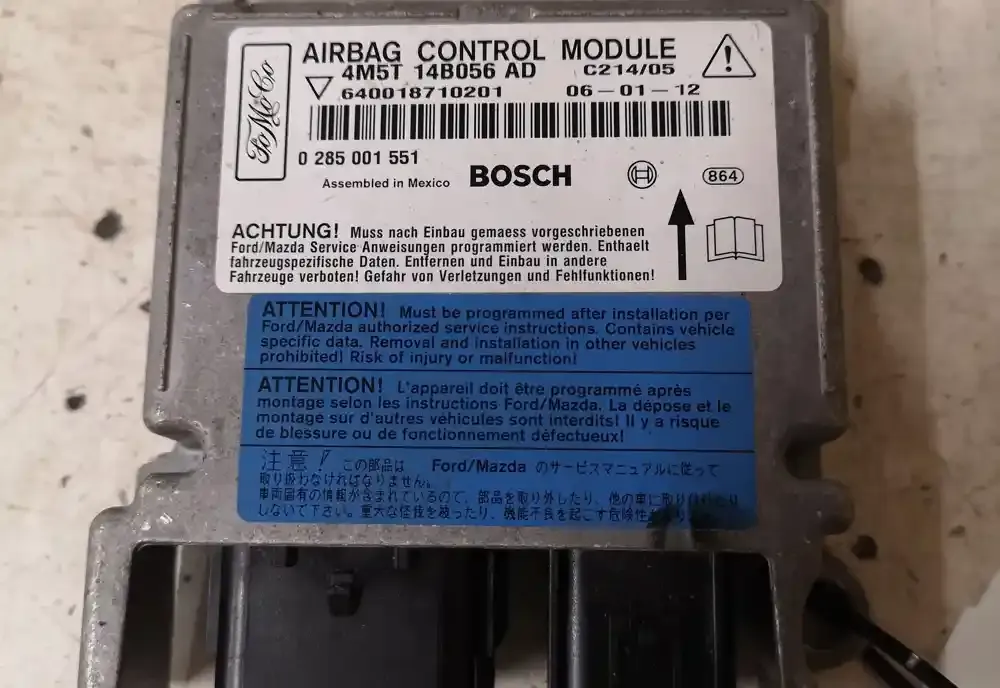 AIRBAG CONTROL MODULE
4M5T 14B056 AD C214/05
640018710201 06-01-12
FoMoCo
0 285 001 551
Assembled in Mexico BOSCH 864
ACHTUNG! Muss nach Einbau gemaess vorgeschriebenen
Ford/Mazda Service Anweisungen programmiert werden. Enthaelt
fahrzeugspezifische Daten. Entfernen und Einbau in andere
Fahrzeuge verboten! Gefahr von Verletzungen und Fehlfunktionen!
ATTENTION! Must be programmed after installation per
Ford/Mazda authorized service instructions. Contains vehicle
specific data. Removal and installation in other vehicles
prohibited! Risk of injury or malfunction!
ATTENTION! L'appareil doit être programmé après
montage selon les instructions Ford/Mazda. La dépose et le
montage sur d'autres véhicules sont interdits! Il y a risque
de blessure ou de fonctionnement défectueux!
注意! この部品は Ford/Mazda のサービスマニュアルに従って
取り扱わなければなりません。
車両固有の情報が含まれているので、部品を取り外したり、他の車に取り付けたり
しないで下さい。重大な怪我を被ったり、機能不良を起こす危険性が